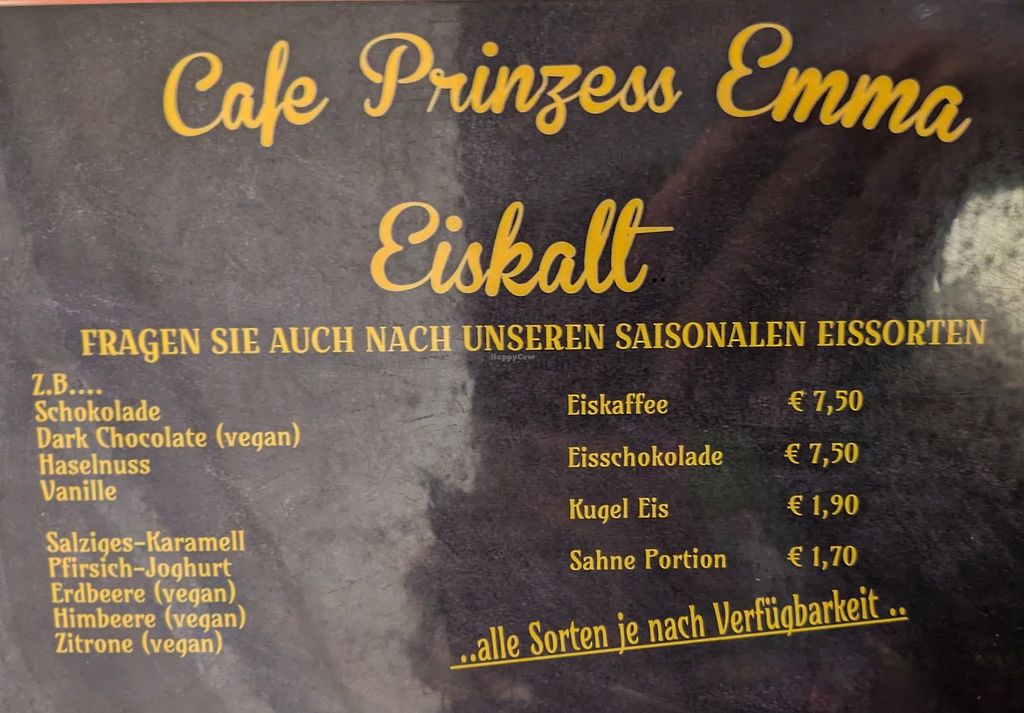 Cafe Prinzess Emma
Eiskalt
FRAGEN SIE AUCH NACH UNSEREN SAISONALEN EISSORTEN
HappyCow
Z.B....
Schokolade
Dark Chocolate (vegan)
Haselnuss
Vanille
Salziges-Karamell
Pfirsich-Joghurt
Erdbeere (vegan)
Himbeere (vegan)
Zitrone (vegan)
Eiskaffee € 7,50
Eisschokolade € 7,50
Kugel Eis € 1,90
Sahne Portion € 1,70
..alle Sorten je nach Verfügbarkeit ..